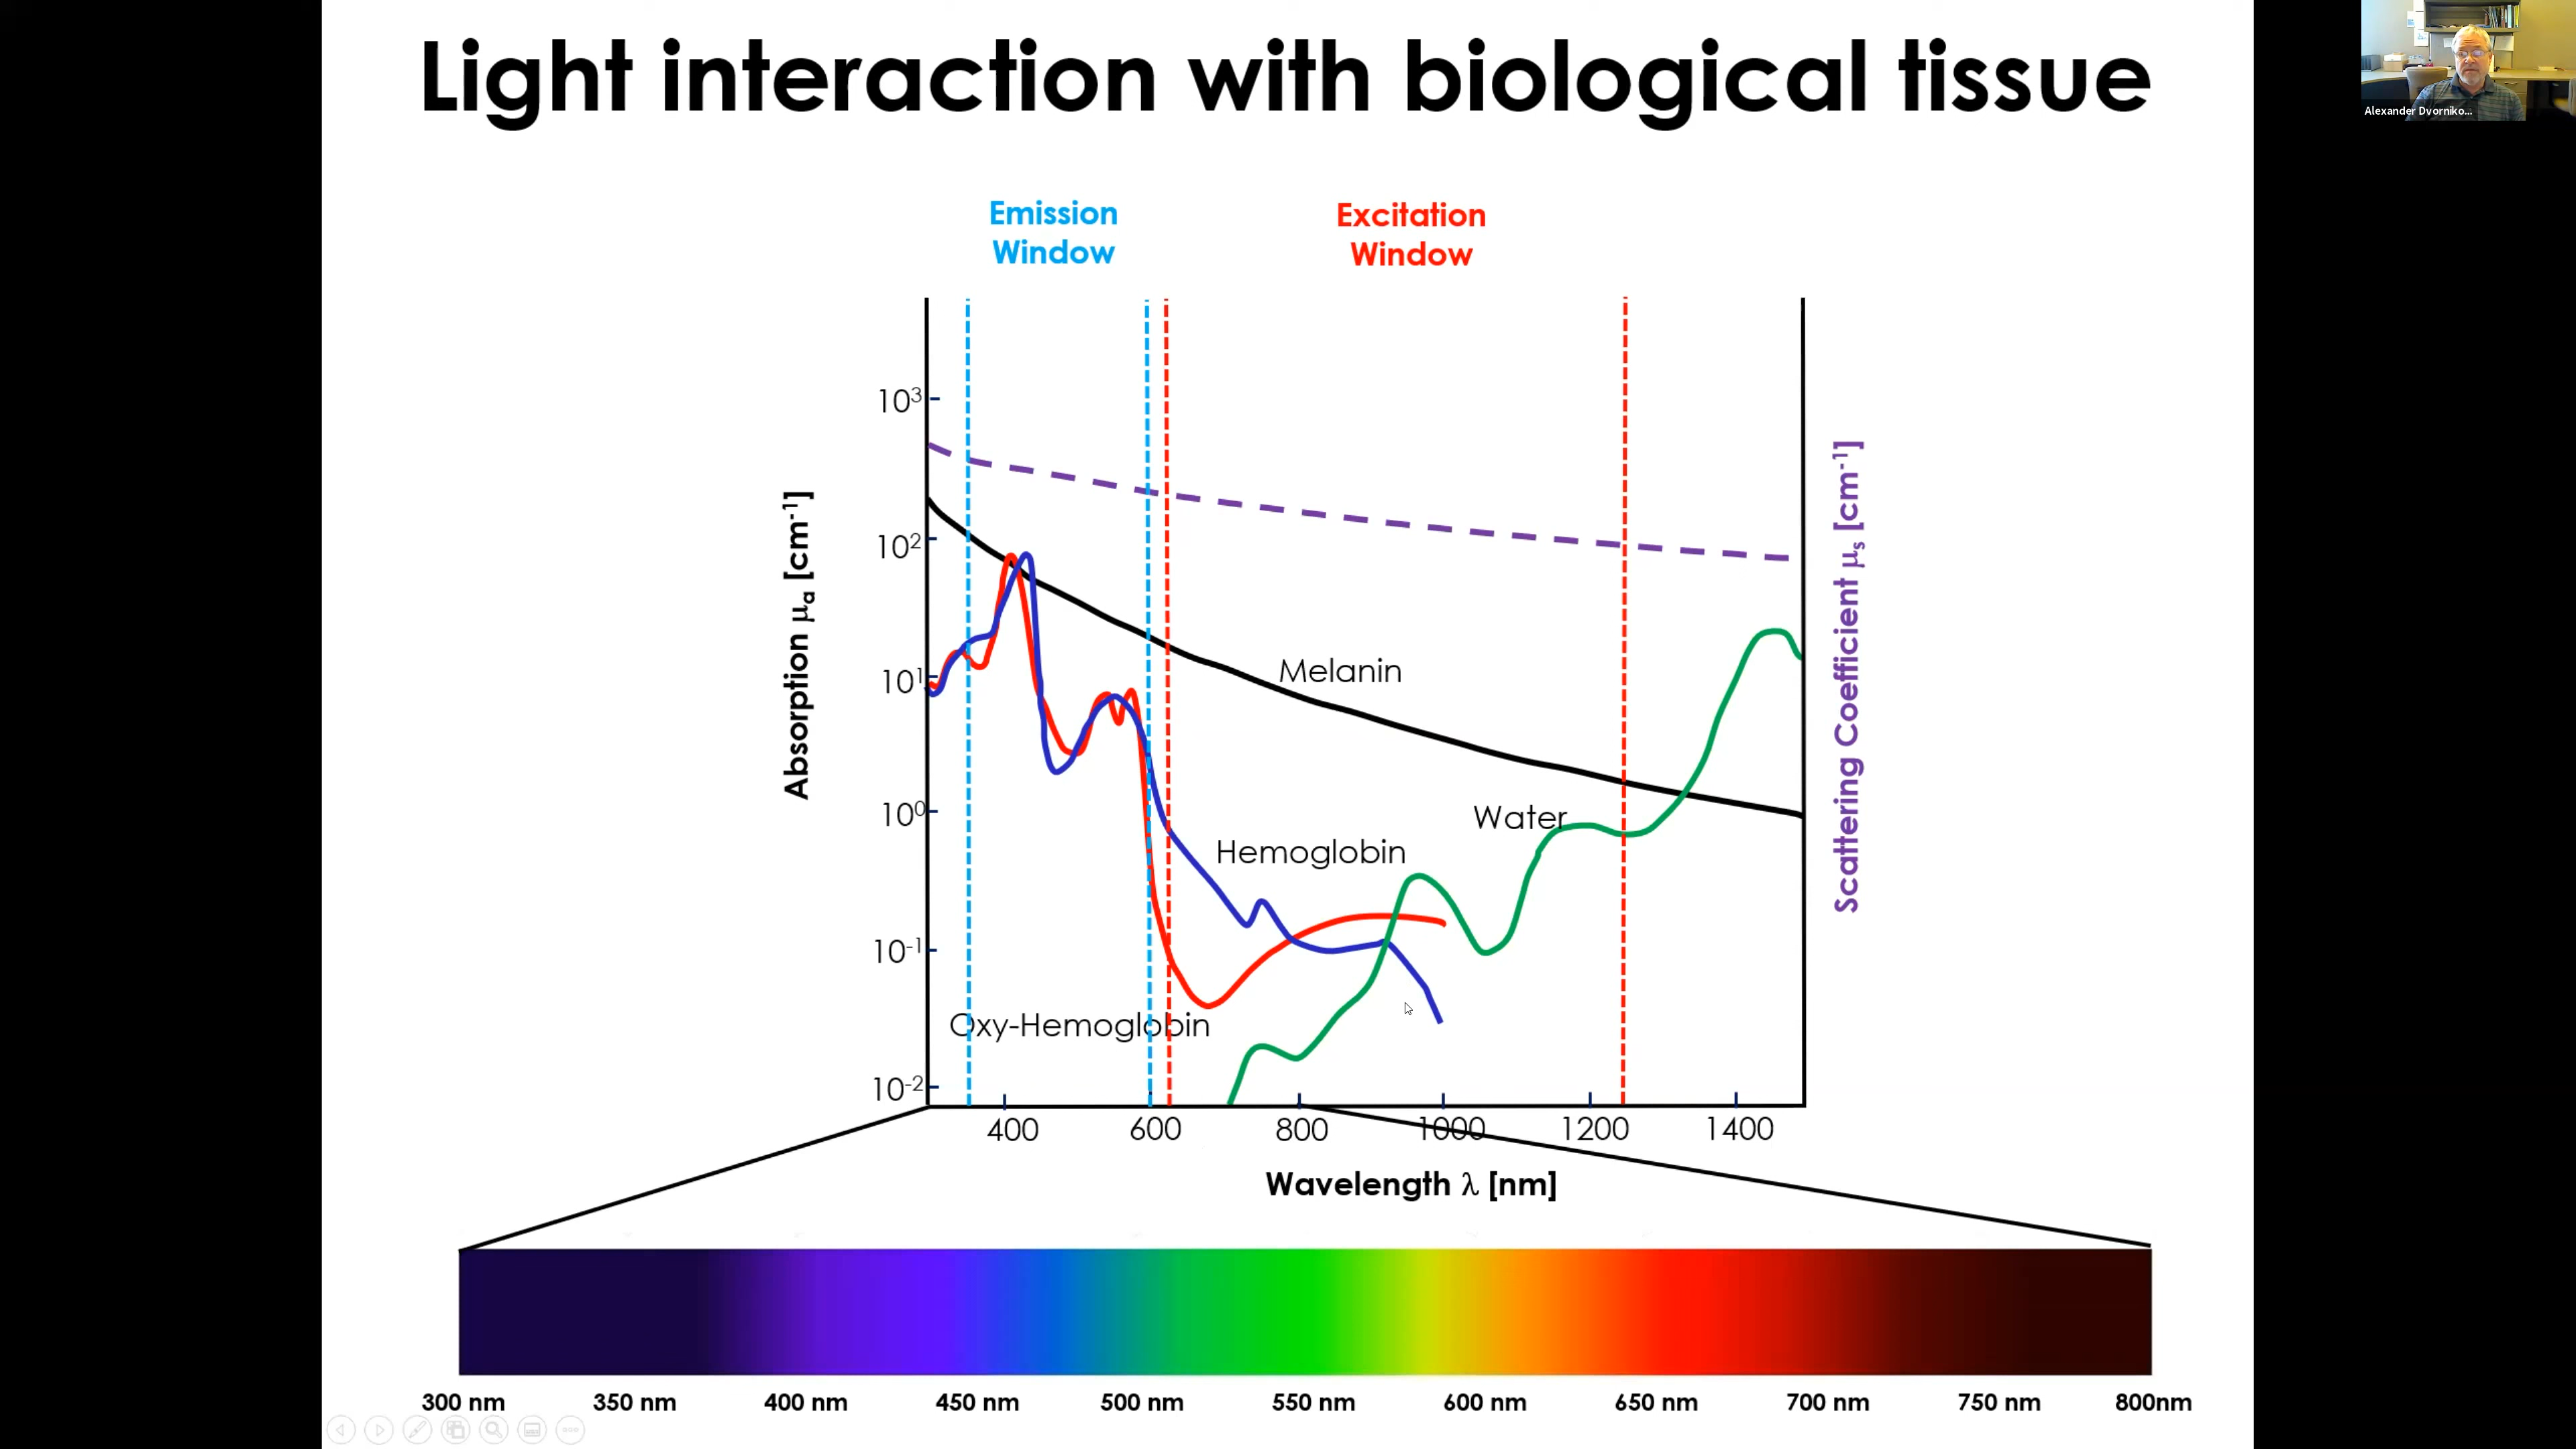 Light interaction with biological tissue
Alexander Dvorniko...
Emission
Window
Excitation
Window
10³
10²
10¹
10⁰
10⁻¹
10⁻²
Absorption μₐ [cm⁻¹]
Scattering Coefficient μₛ [cm⁻¹]
Melanin
Water
Hemoglobin
Oxy-Hemoglobin
400 600 800 1000 1200 1400
Wavelength λ [nm]
300 nm 350 nm 400 nm 450 nm 500 nm 550 nm 600 nm 650 nm 700 nm 750 nm 800nm